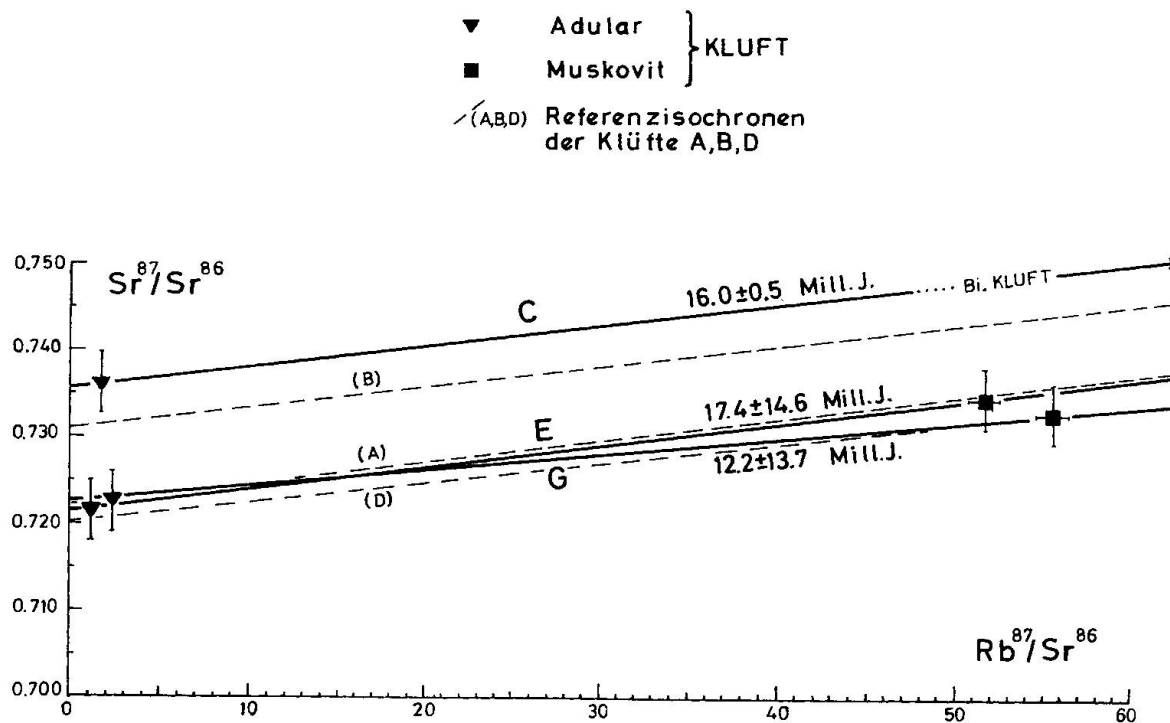 Adular
Muskovit
KLUFT
(A,B,D) Referenzisochronen
der Klüfte A,B,D
Sr87/Sr86
0.750
0.740
0.730
0.720
0.710
0.700
C
16.0±0.5 Mill.J.
Bi. KLUFT
(B)
17.4±14.6 Mill.J.
E
(A)
12.2±13.7 Mill.J.
G
(D)
Rb87/Sr86
0 10 20 30 40 50 60